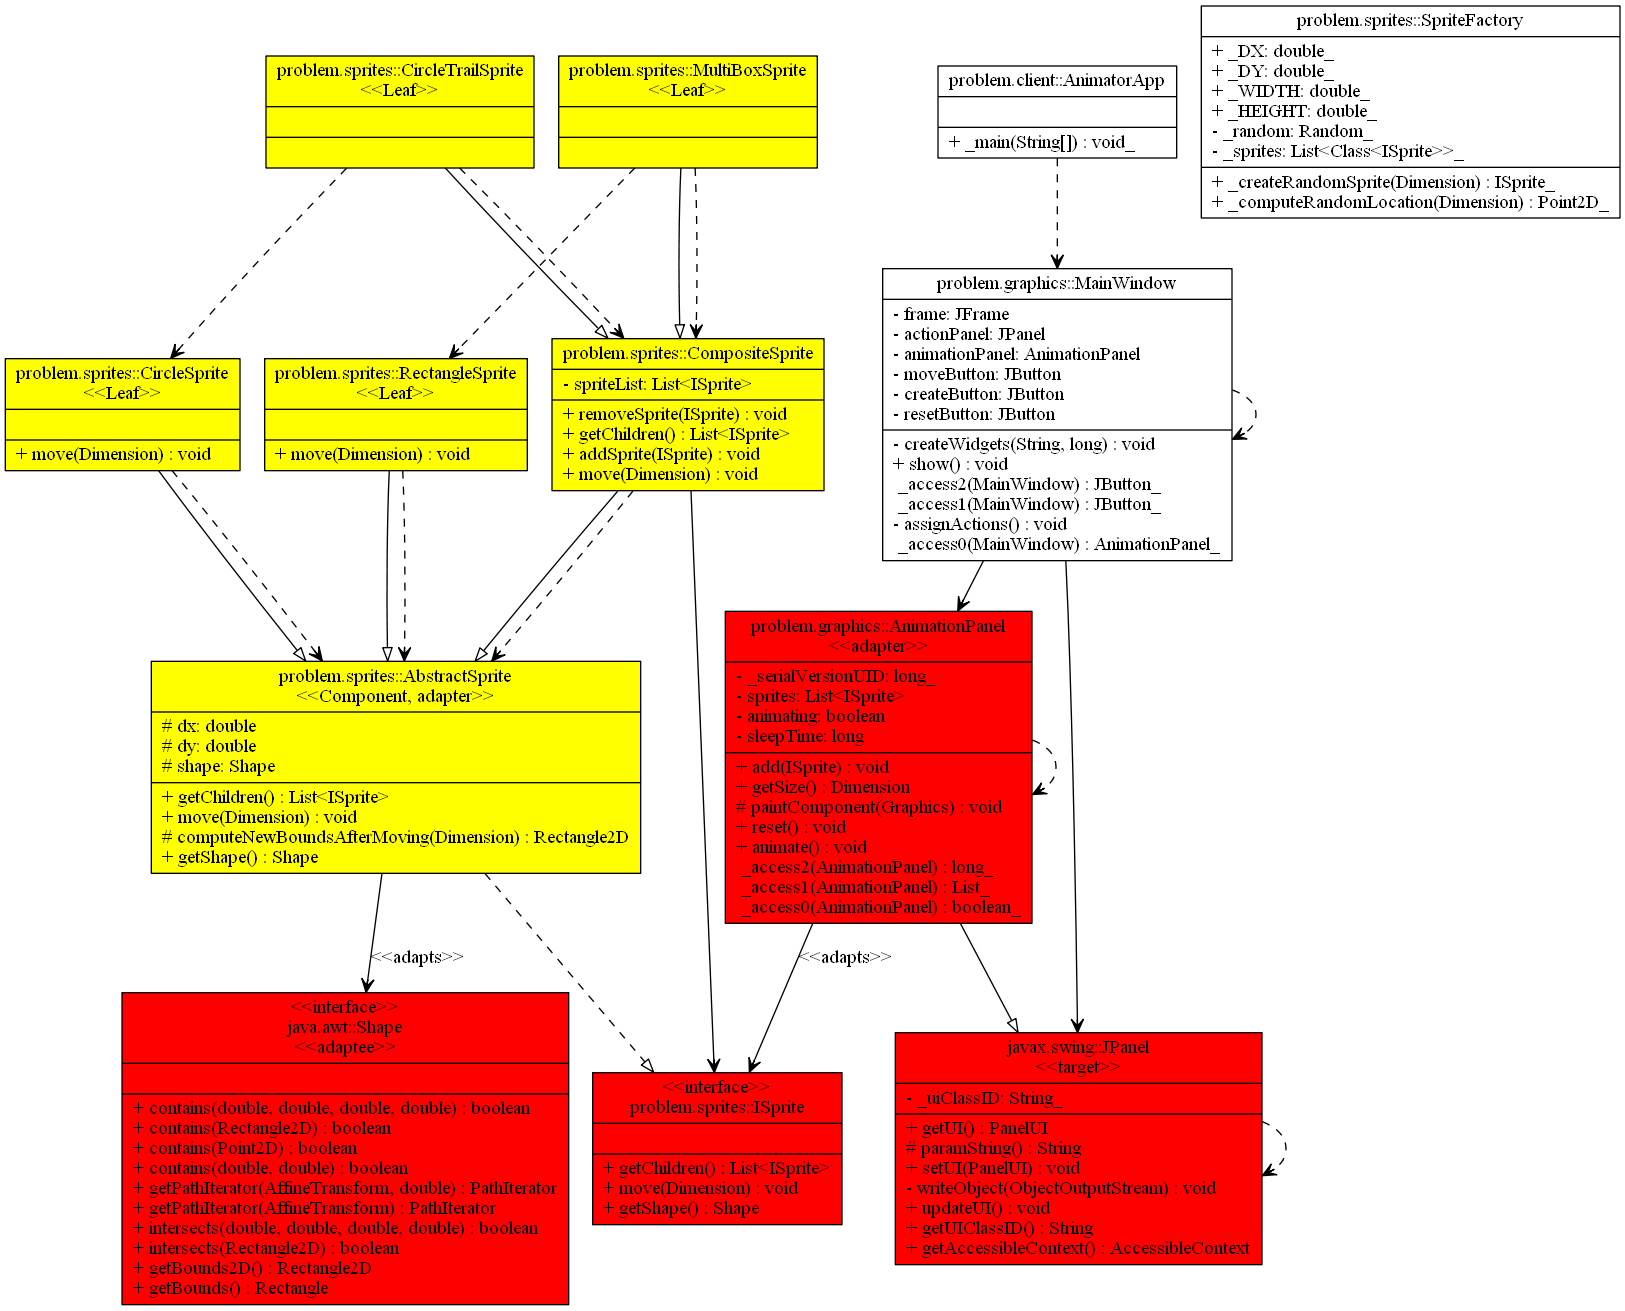 problem.sprites::SpriteFactory
+ _DX: double_
+ _DY: double_
+ _WIDTH: double_
+ _HEIGHT: double_
- _random: Random_
- _sprites: List<Class<ISprite>>_
+ _createRandomSprite(Dimension) : ISprite_
+ _computeRandomLocation(Dimension) : Point2D_
problem.sprites::CircleTrailSprite
<<Leaf>>
problem.sprites::MultiBoxSprite
<<Leaf>>
problem.client::AnimatorApp
+ _main(String[]) : void_
problem.graphics::MainWindow
- frame: JFrame
- actionPanel: JPanel
- animationPanel: AnimationPanel
- moveButton: JButton
- createButton: JButton
- resetButton: JButton
- createWidgets(String, long) : void
+ show() : void
_access2(MainWindow) : JButton_
_access1(MainWindow) : JButton_
- assignActions() : void
_access0(MainWindow) : AnimationPanel_
problem.sprites::CircleSprite
<<Leaf>>
+ move(Dimension) : void
problem.sprites::RectangleSprite
<<Leaf>>
+ move(Dimension) : void
problem.sprites::CompositeSprite
- spriteList: List<ISprite>
+ removeSprite(ISprite) : void
+ getChildren() : List<ISprite>
+ addSprite(ISprite) : void
+ move(Dimension) : void
problem.graphics::AnimationPanel
<<adapter>>
- _serialVersionUID: long_
- sprites: List<ISprite>
- animating: boolean
- sleepTime: long
+ add(ISprite) : void
+ getSize() : Dimension
# paintComponent(Graphics) : void
+ reset() : void
+ animate() : void
_access2(AnimationPanel) : long_
_access1(AnimationPanel) : List_
_access0(AnimationPanel) : boolean_
problem.sprites::AbstractSprite
<<Component, adapter>>
# dx: double
# dy: double
# shape: Shape
+ getChildren() : List<ISprite>
+ move(Dimension) : void
# computeNewBoundsAfterMoving(Dimension) : Rectangle2D
+ getShape() : Shape
<<adapts>>
<<adapts>>
<<interface>>
java.awt::Shape
<<adaptee>>
+ contains(double, double, double, double) : boolean
+ contains(Rectangle2D) : boolean
+ contains(Point2D) : boolean
+ contains(double, double) : boolean
+ getPathIterator(AffineTransform, double) : PathIterator
+ getPathIterator(AffineTransform) : PathIterator
+ intersects(double, double, double, double) : boolean
+ intersects(Rectangle2D) : boolean
+ getBounds2D() : Rectangle2D
+ getBounds() : Rectangle
<<interface>>
problem.sprites::ISprite
+ getChildren() : List<ISprite>
+ move(Dimension) : void
+ getShape() : Shape
javax.swing::JPanel
<<target>>
- _uiClassID: String_
+ getUI() : PanelUI
# paramString() : String
+ setUI(PanelUI) : void
- writeObject(ObjectOutputStream) : void
+ updateUI() : void
+ getUIClassID() : String
+ getAccessibleContext() : AccessibleContext